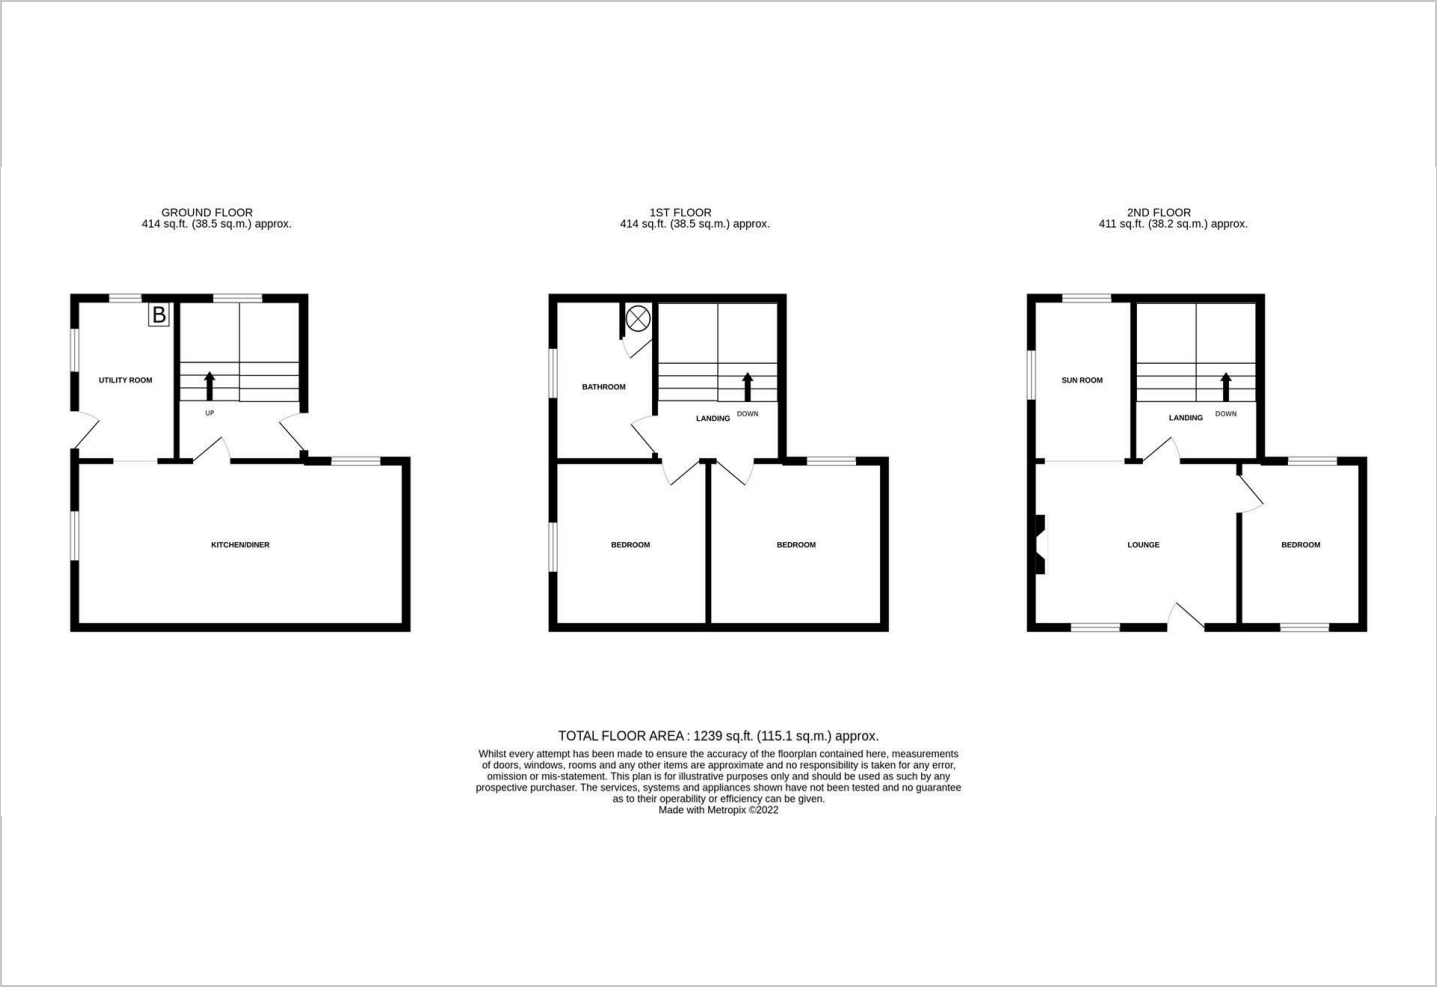 GROUND FLOOR
414 sq.ft. (38.5 sq.m.) approx.
B
UTILITY ROOM
UP
KITCHEN/DINER
1ST FLOOR
414 sq.ft. (38.5 sq.m.) approx.
BATHROOM
LANDING
DOWN
BEDROOM
BEDROOM
2ND FLOOR
411 sq.ft. (38.2 sq.m.) approx.
SUN ROOM
LANDING
DOWN
LOUNGE
BEDROOM
TOTAL FLOOR AREA : 1239 sq.ft. (115.1 sq.m.) approx.
Whilst every attempt has been made to ensure the accuracy of the floorplan contained here, measurements
of doors, windows, rooms and any other items are approximate and no responsibility is taken for any error,
omission or mis-statement. This plan is for illustrative purposes only and should be used as such by any
prospective purchaser. The services, systems and appliances shown have not been tested and no guarantee
as to their operability or efficiency can be given.
Made with Metropix ©2022